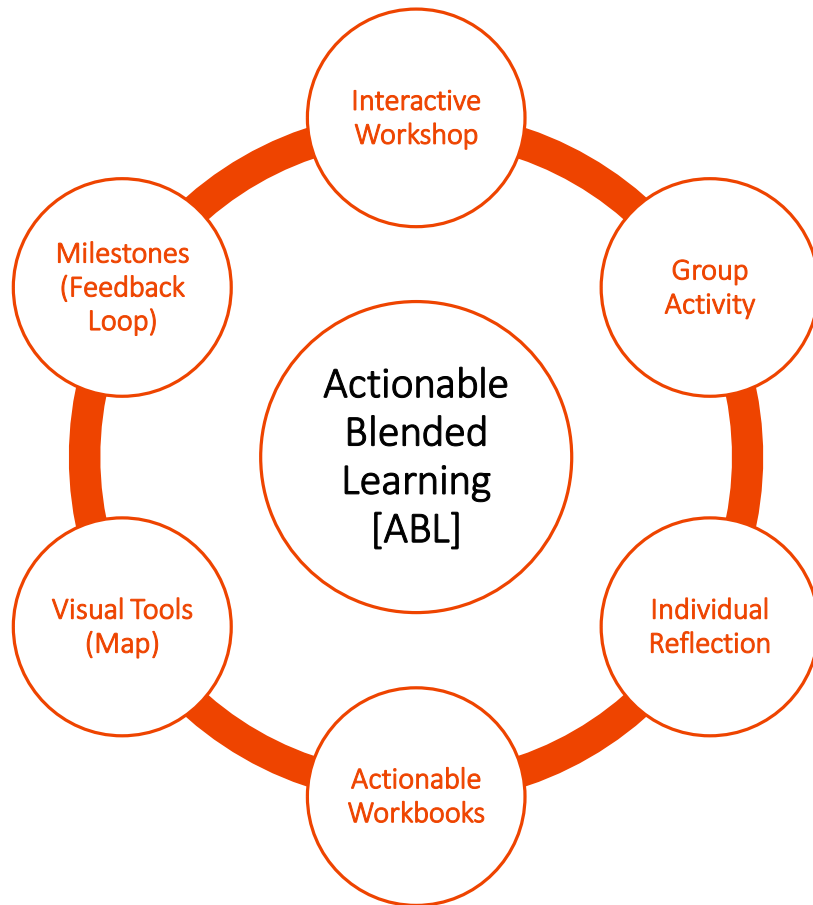 Interactive
Workshop
Group
Activity
Individual
Reflection
Actionable
Workbooks
Visual Tools
(Map)
Milestones
(Feedback
Loop)
Actionable
Blended
Learning
[ABL]